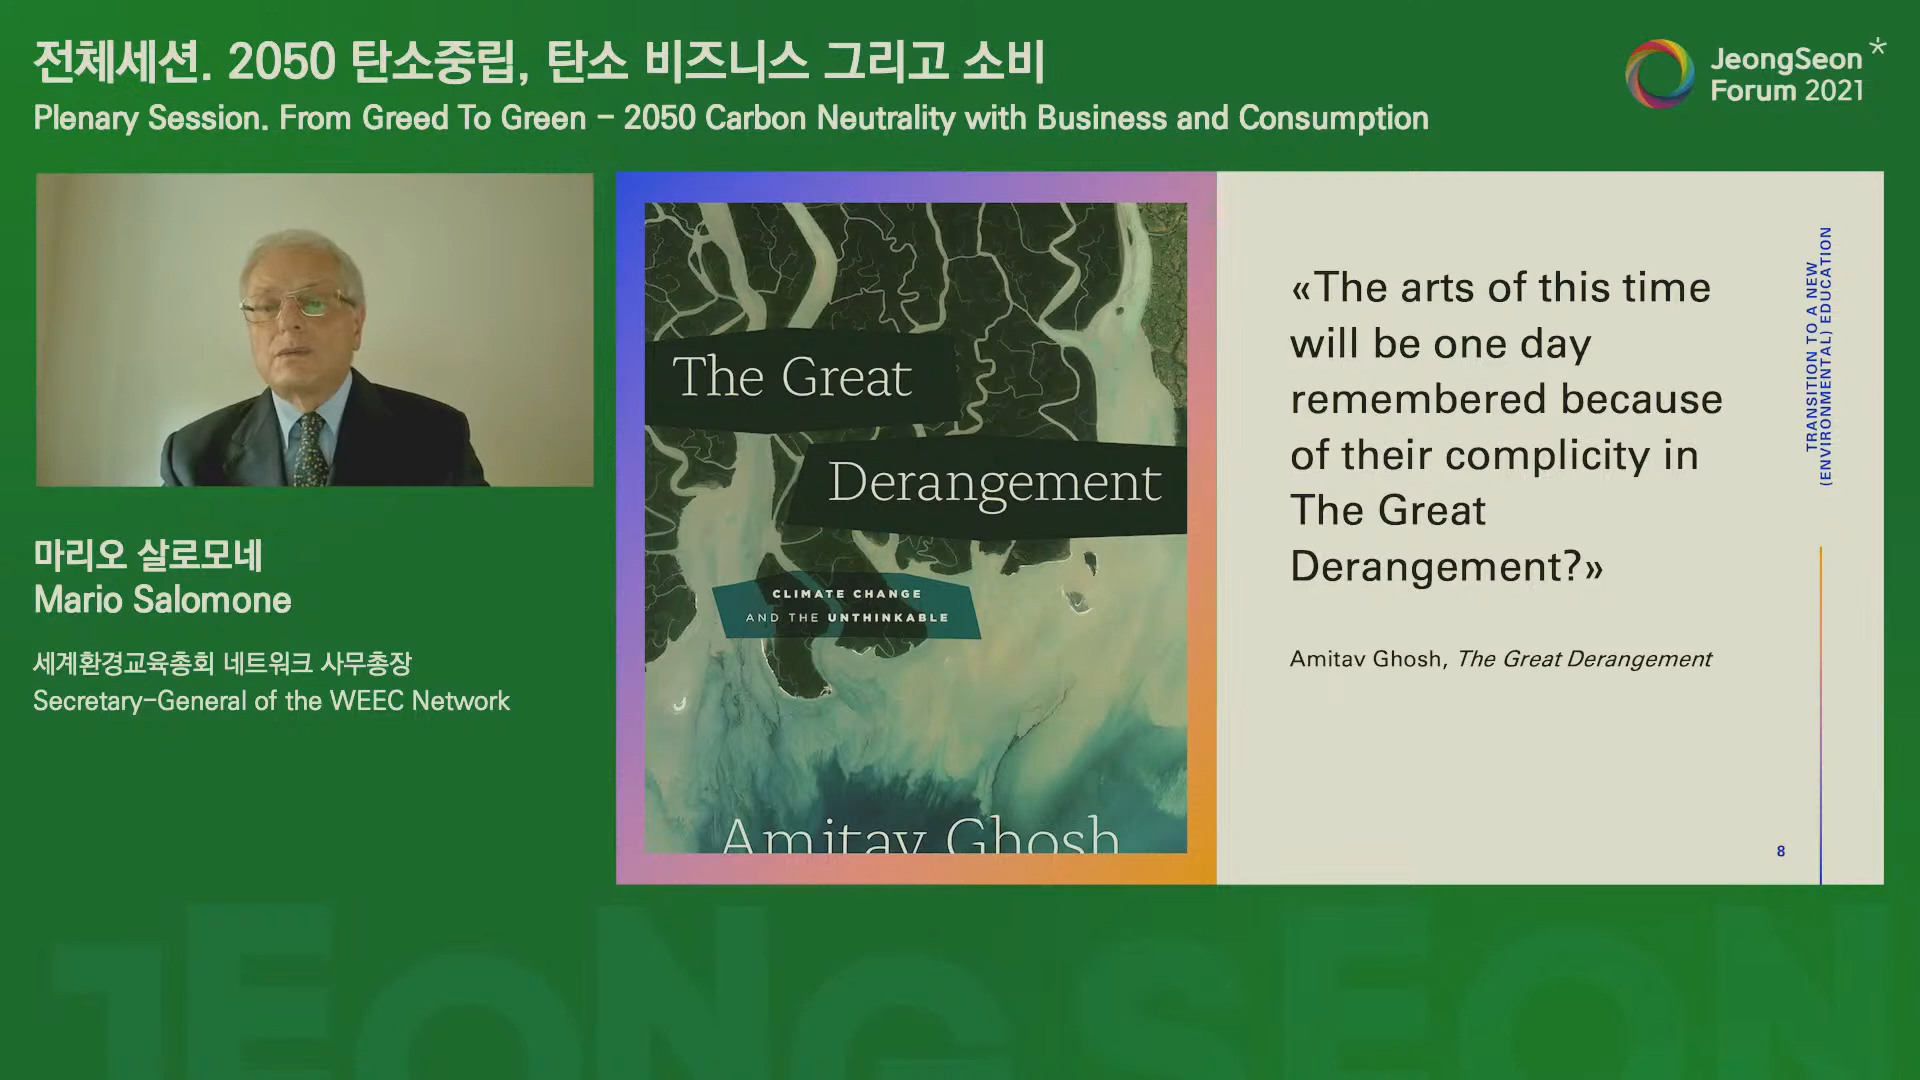 전체세션. 2050 탄소중립, 탄소 비즈니스 그리고 소비
Plenary Session. From Greed To Green - 2050 Carbon Neutrality with Business and Consumption
JeongSeon
Forum 2021
마리오 살로모네
Mario Salomone
세계환경교육총회 네트워크 사무총장
Secretary-General of the WEEC Network
The Great
Derangement
CLIMATE CHANGE
AND THE UNTHINKABLE
Amitav Ghosh
«The arts of this time
will be one day
remembered because
of their complicity in
The Great
Derangement?»
Amitav Ghosh, The Great Derangement
TRANSITION TO A NEW
(ENVIRONMENTAL) EDUCATION
8
JEONGSEON